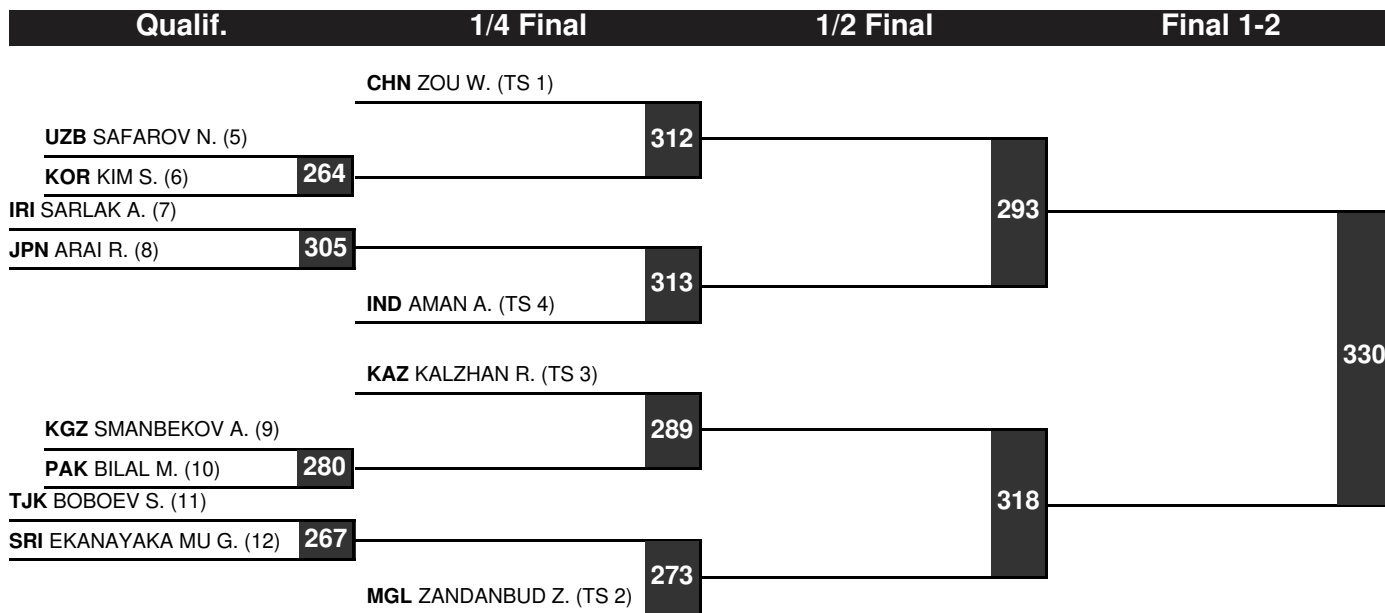 Qualif. 1/4 Final 1/2 Final Final 1-2
CHN ZOU W. (TS 1)
312
UZB SAFAROV N. (5)
264
KOR KIM S. (6)
IRI SARLAK A. (7)
293
305
JPN ARAI R. (8)
313
IND AMAN A. (TS 4)
330
KAZ KALZHAN R. (TS 3)
289
KGZ SMANBEKOV A. (9)
280
PAK BILAL M. (10)
TJK BOBOEV S. (11)
318
267
SRI EKANAYAKA MU G. (12)
273
MGL ZANDANBUD Z. (TS 2)